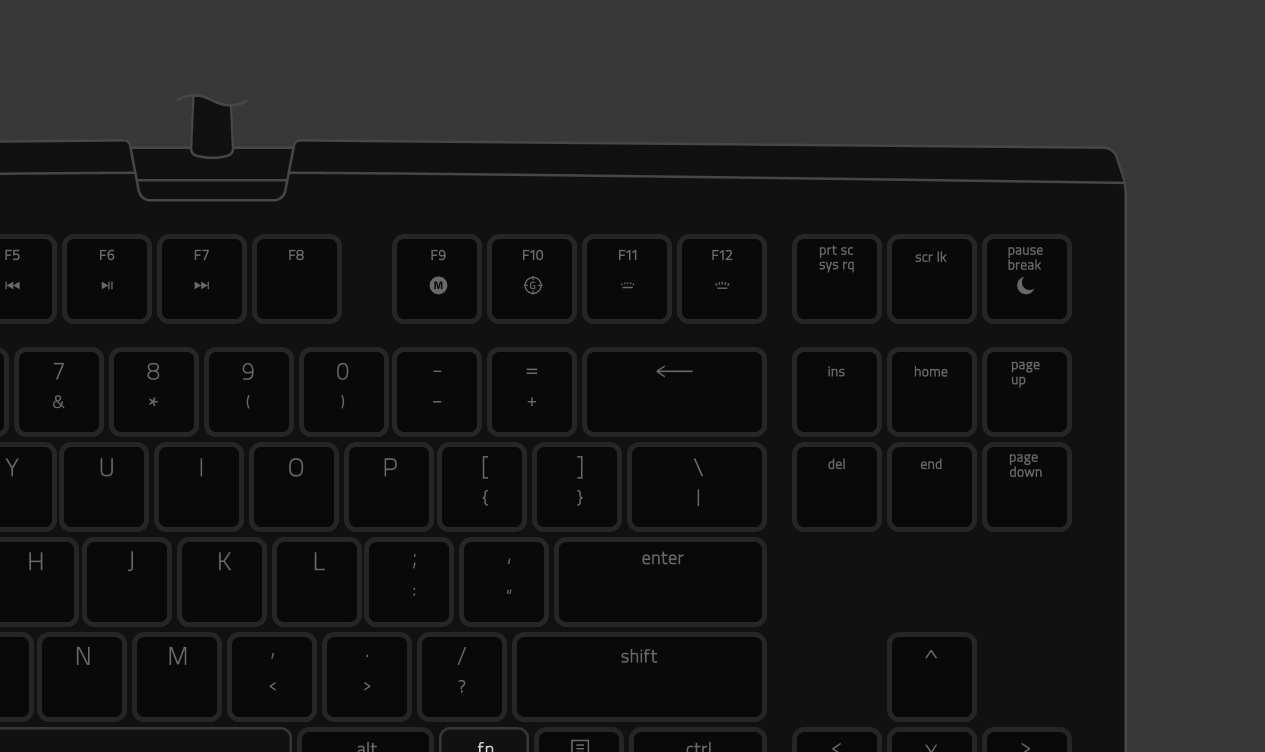 F5 F6 F7 F8 F9 F10 F11 F12 prt sc scr lk pause
sys rq break
M G
7 8 9 0 - = ← ins home page
& * ( ) - + up
Y U I O P [ ] \ del end page
{ } | down
H J K L ; ' enter
: "
N M , . / shift ^
< > ?
alt fn ctrl < v >